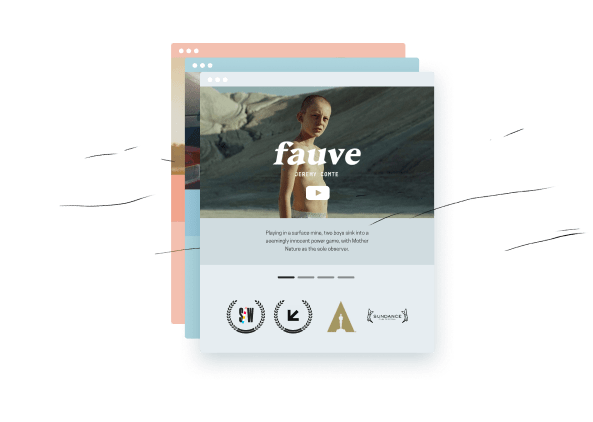 fauve
JEREMY COMTE
Playing in a surface mine, two boys sink into a
seemingly innocent power game, with Mother
Nature as the sole observer.
SUNDANCE